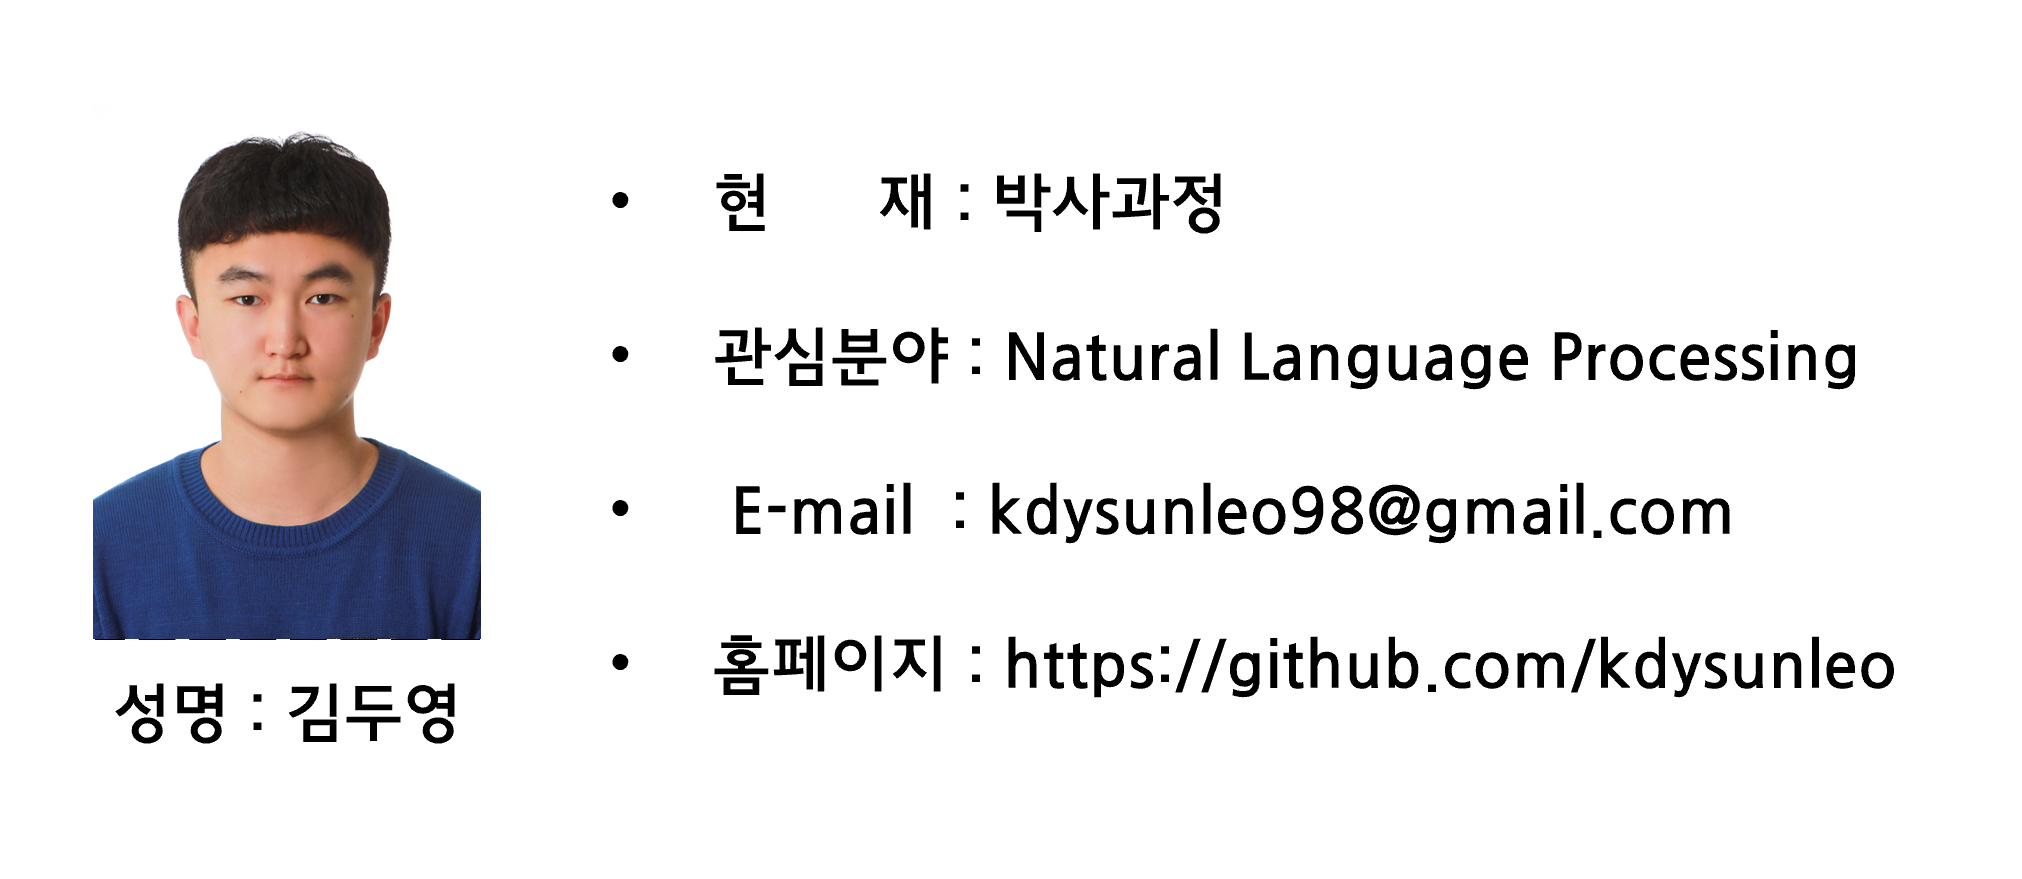 현 재 : 박사과정
관심분야 : Natural Language Processing
E-mail : kdysunleo98@gmail.com
홈페이지 : https://github.com/kdysunleo
성명 : 김두영